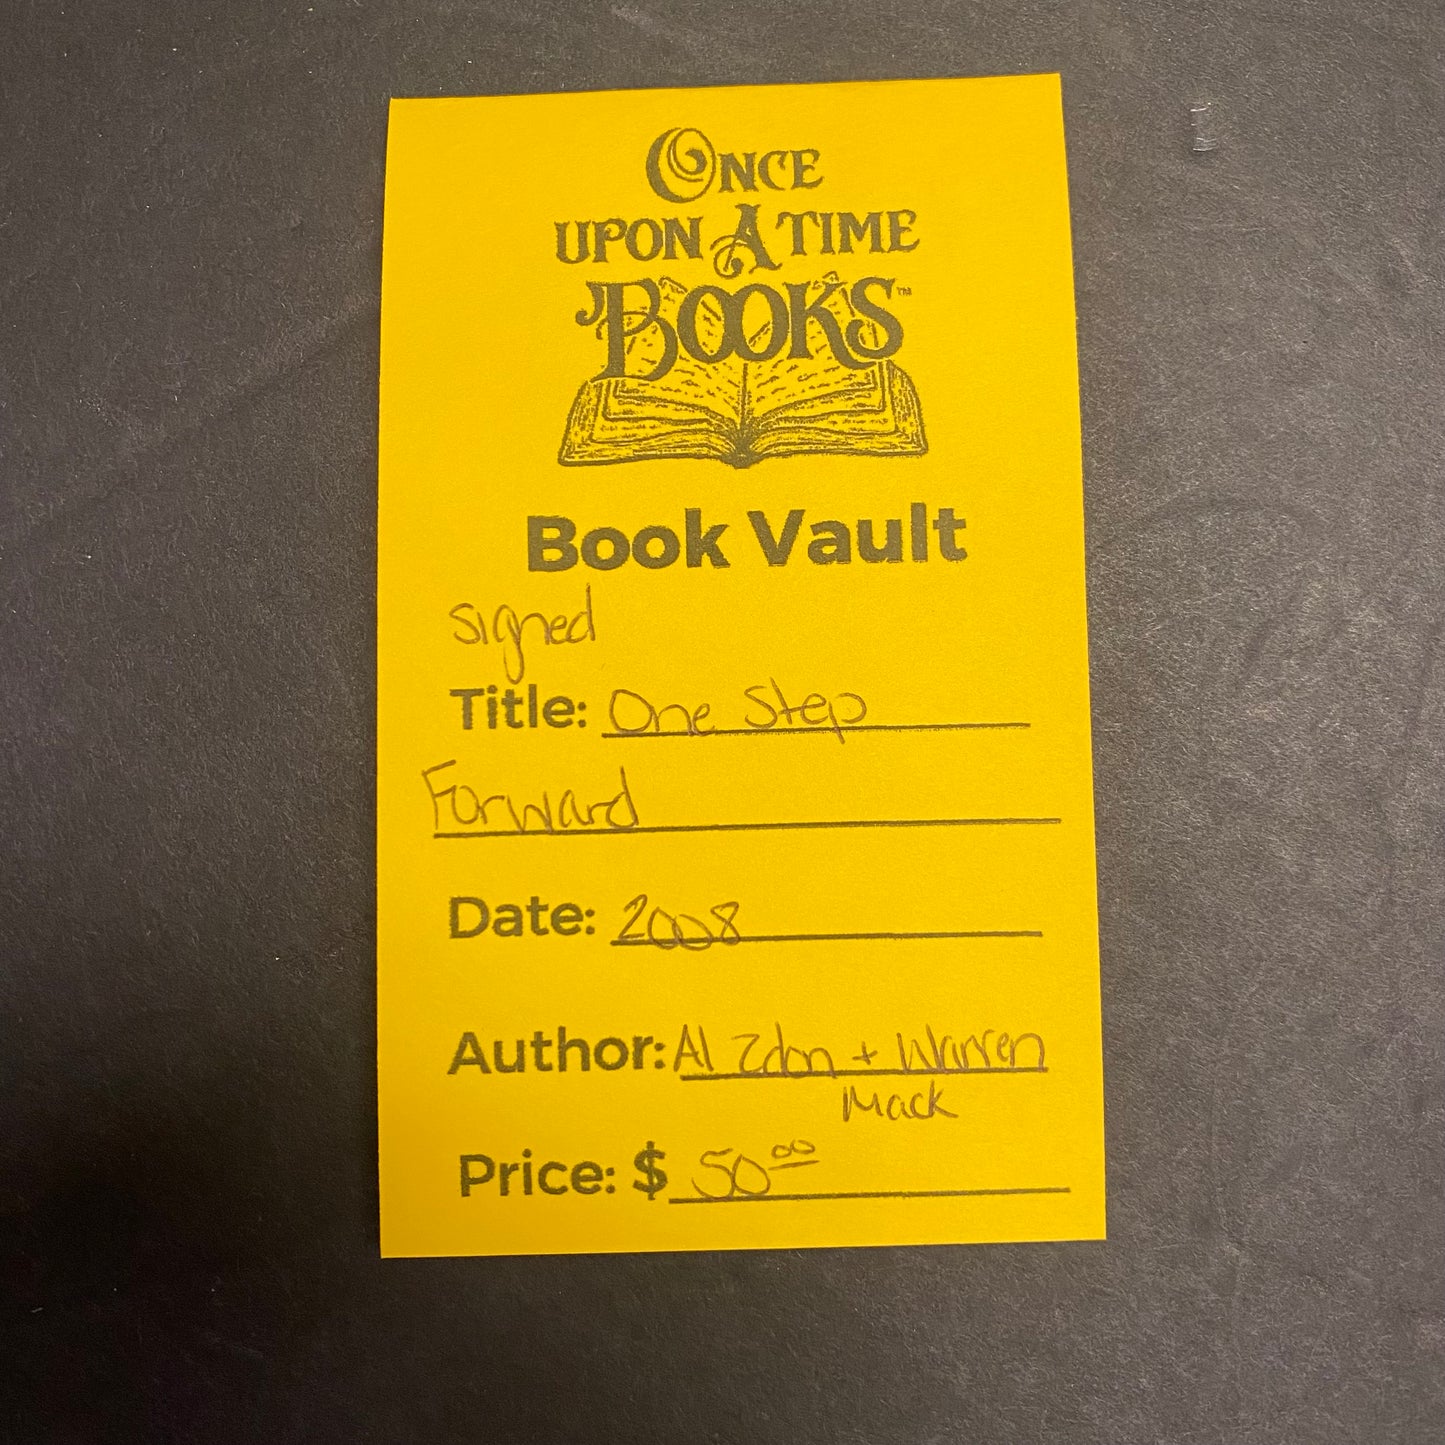 ONCE
UPON A TIME
BOOKS™
Book Vault
signed
Title: One Step
Forward
Date: 2008
Author: Al Zdon + Warren
Mack
Price: $ 50.00